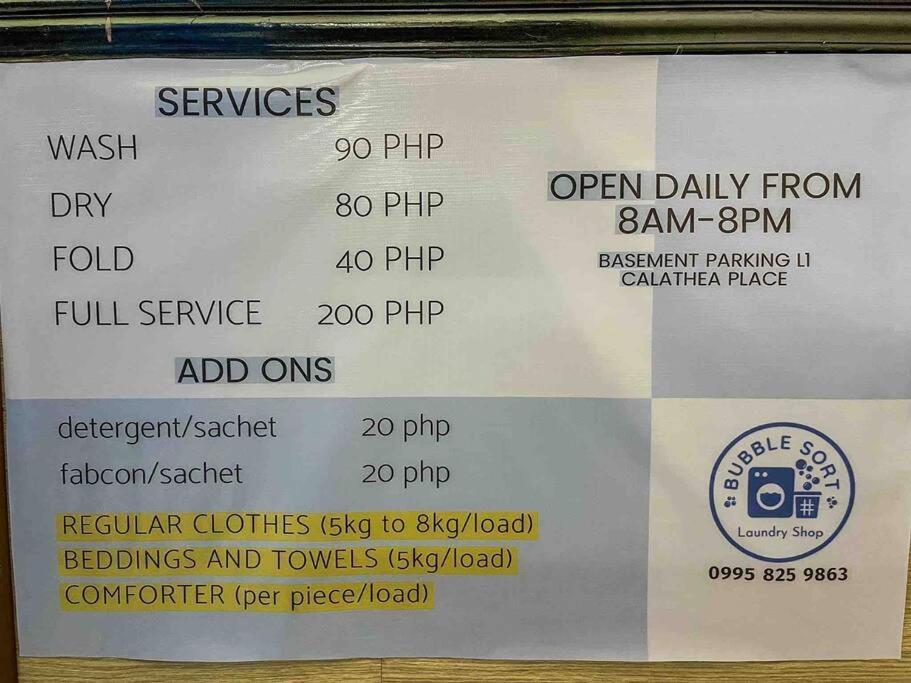 SERVICES
WASH 90 PHP
DRY 80 PHP
FOLD 40 PHP
FULL SERVICE 200 PHP
ADD ONS
detergent/sachet 20 php
fabcon/sachet 20 php
REGULAR CLOTHES (5kg to 8kg/load)
BEDDINGS AND TOWELS (5kg/load)
COMFORTER (per piece/load)
OPEN DAILY FROM
8AM-8PM
BASEMENT PARKING L1
CALATHEA PLACE
BUBBLE SORT
#
Laundry Shop
0995 825 9863